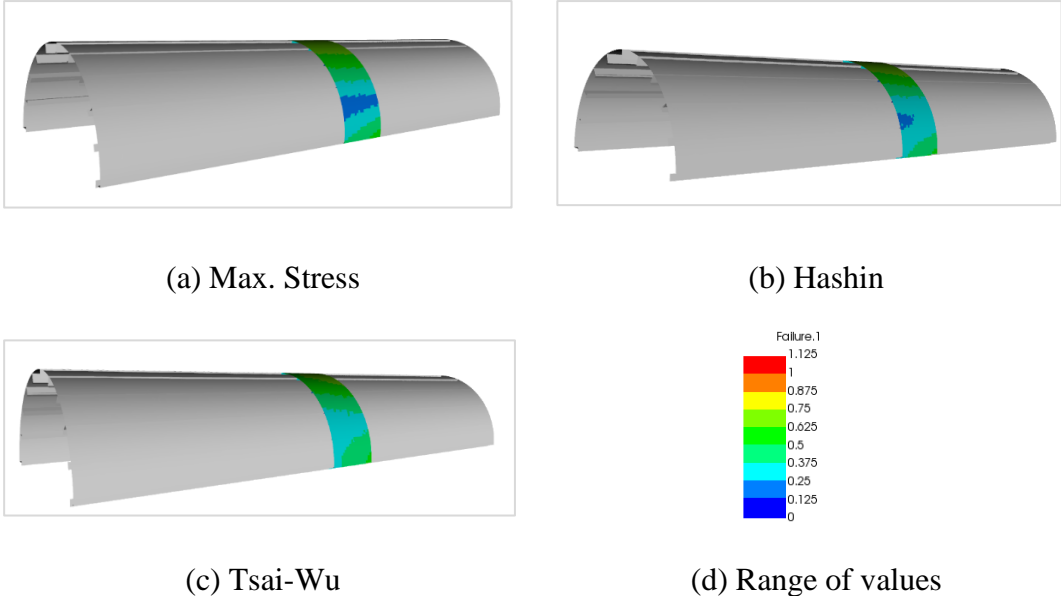 (a) Max. Stress
(b) Hashin
Failure.1
1.125
1
0.875
0.75
0.625
0.5
0.375
0.25
0.125
0
(c) Tsai-Wu
(d) Range of values